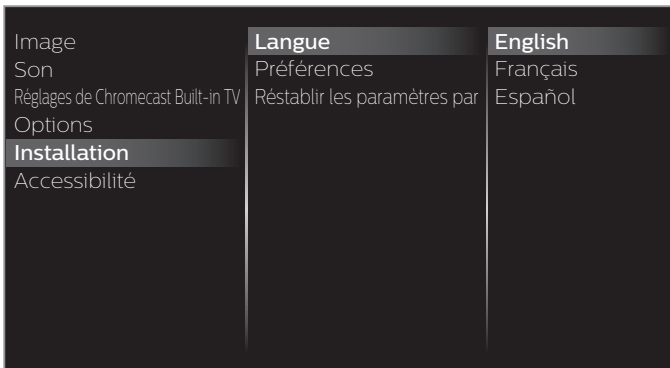 Image
Son
Réglages de Chromecast Built-in TV
Options
Installation
Accessibilité
Langue
Préférences
Réstablir les paramètres par
English
Français
Español